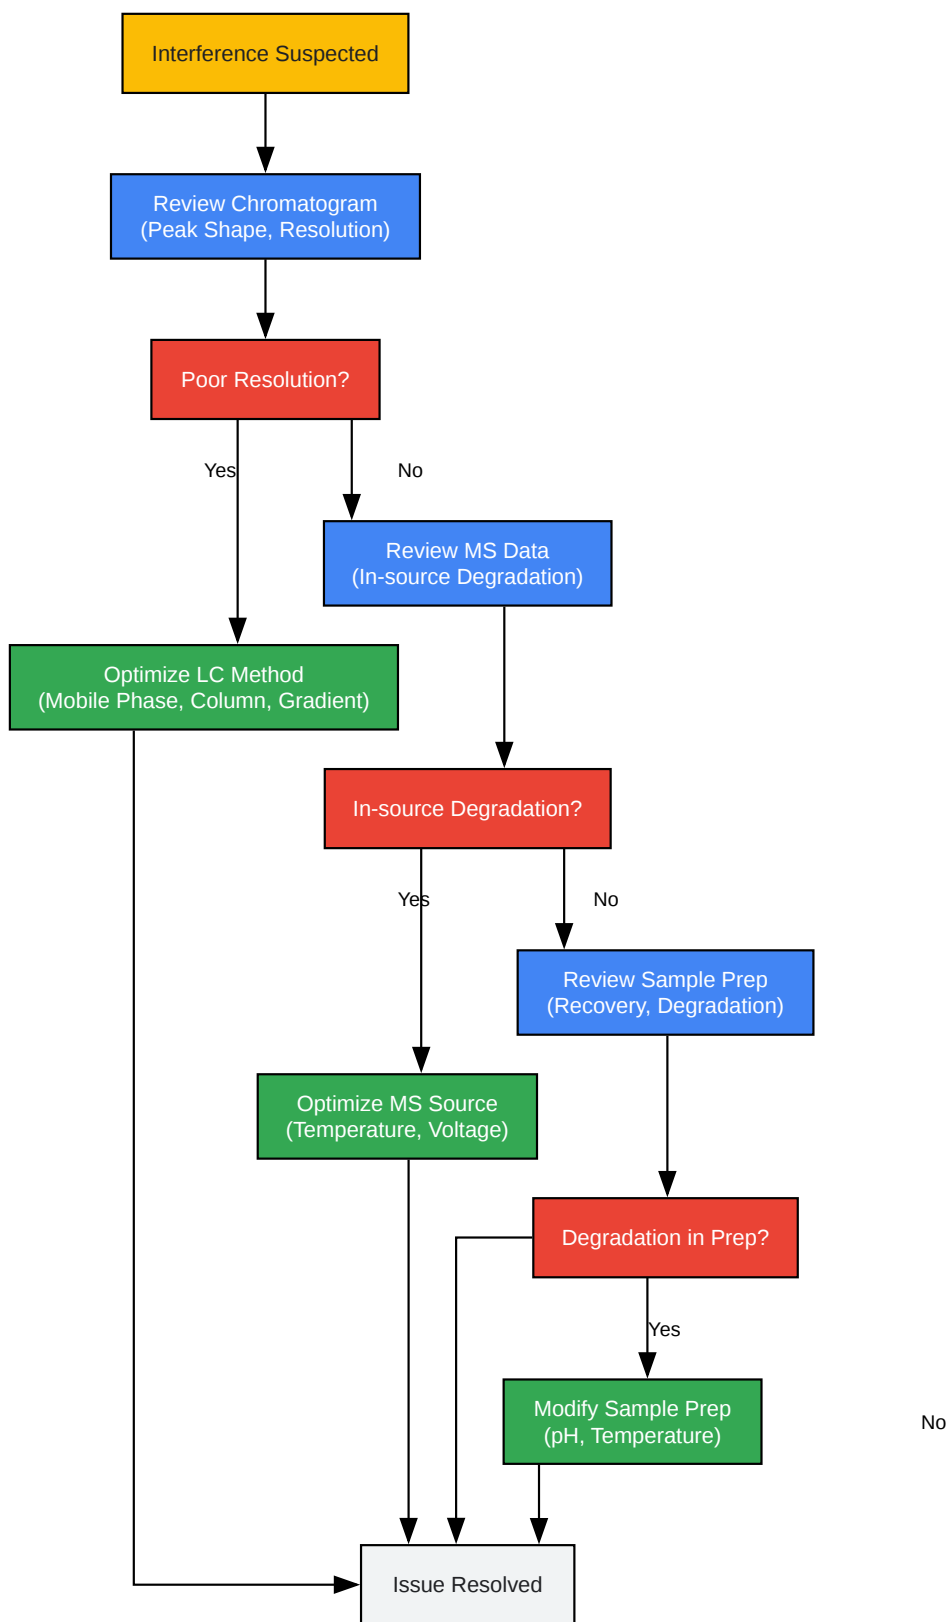 Interference Suspected
Review Chromatogram
(Peak Shape, Resolution)
Poor Resolution?
Yes
No
Review MS Data
(In-source Degradation)
Optimize LC Method
(Mobile Phase, Column, Gradient)
In-source Degradation?
Yes
No
Review Sample Prep
(Recovery, Degradation)
Optimize MS Source
(Temperature, Voltage)
Degradation in Prep?
Yes
Modify Sample Prep
(pH, Temperature)
No
Issue Resolved